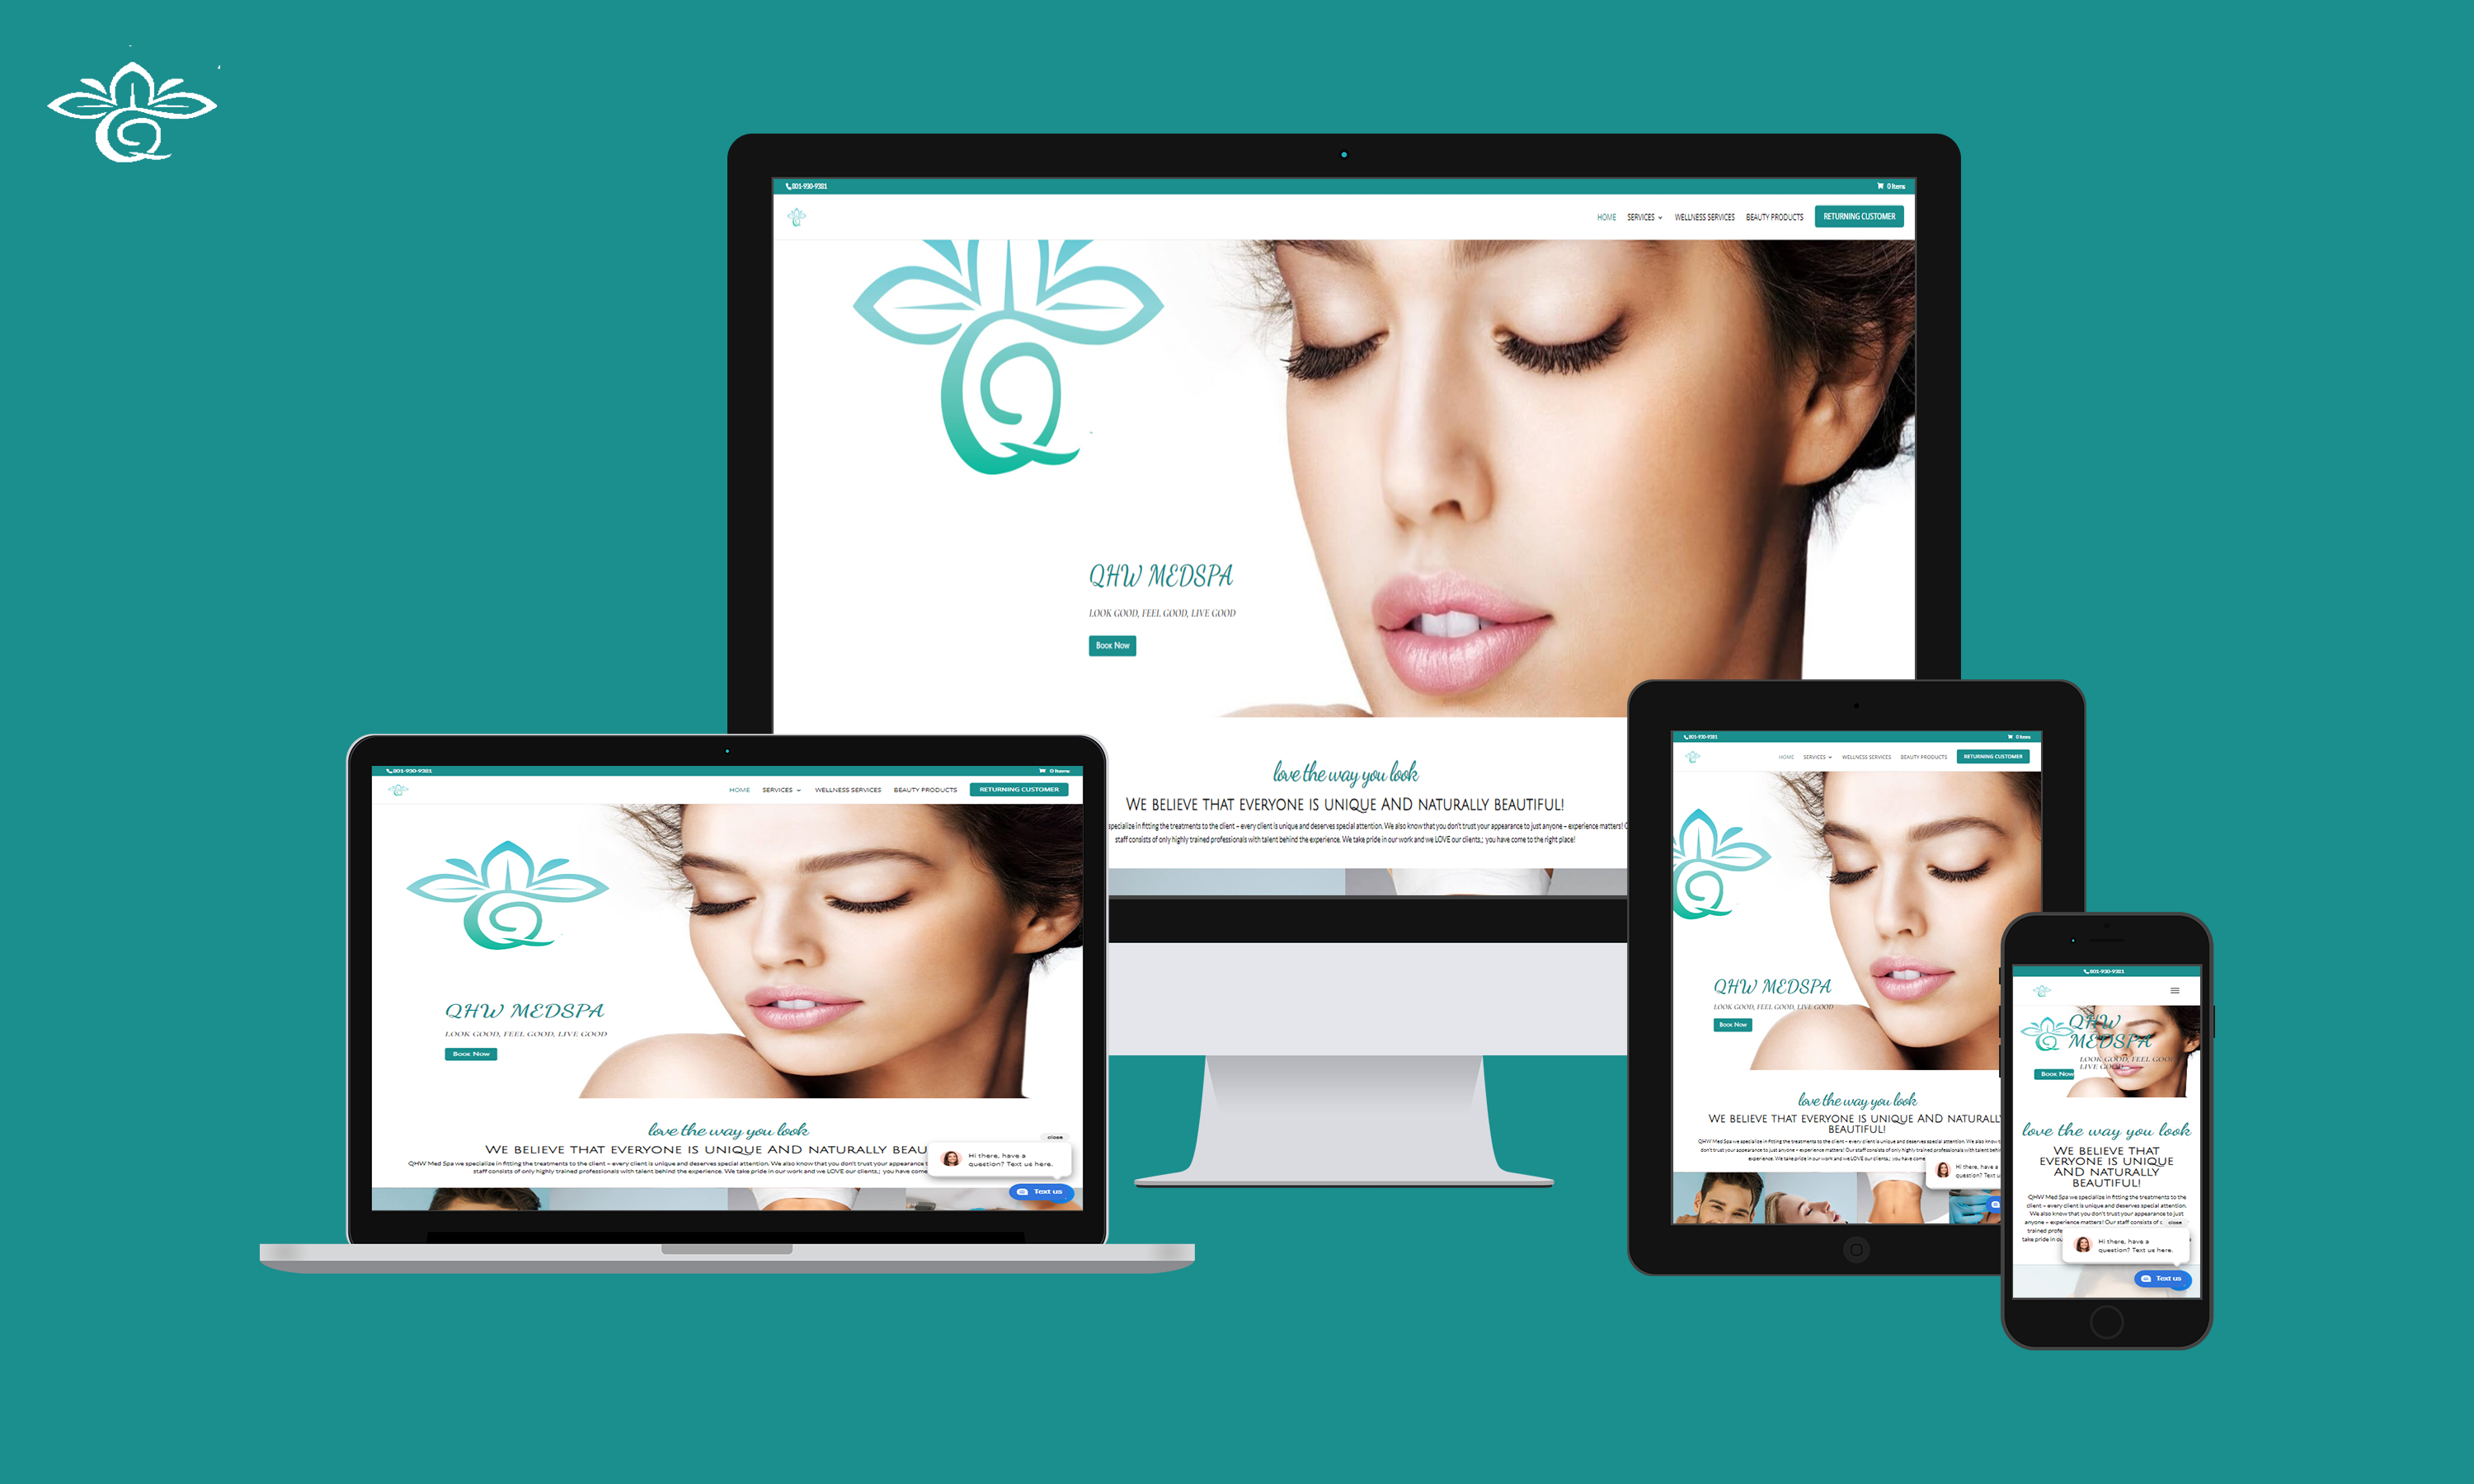 801-930-9381
0 Items
HOME SERVICES WELLNESS SERVICES BEAUTY PRODUCTS RETURNING CUSTOMER
QHW MEDSPA
LOOK GOOD, FEEL GOOD, LIVE GOOD
Book Now
love the way you look
WE BELIEVE THAT EVERYONE IS UNIQUE AND NATURALLY BEAUTIFUL!
specialize in fitting the treatments to the client – every client is unique and deserves special attention. We also know that you don't trust your appearance to just anyone – experience matters!
staff consists of only highly trained professionals with talent behind the experience. We take pride in our work and we LOVE our clients,; you have come to the right place!
801-930-9381
0 Items
HOME SERVICES WELLNESS SERVICES BEAUTY PRODUCTS RETURNING CUSTOMER
QHW MEDSPA
LOOK GOOD, FEEL GOOD, LIVE GOOD
Book Now
love the way you look
WE BELIEVE THAT EVERYONE IS UNIQUE AND NATURALLY BEAU
QHW Med Spa we specialize in fitting the treatments to the client – every client is unique and deserves special attention. We also know that you don't trust your appearance t
staff consists of only highly trained professionals with talent behind the experience. We take pride in our work and we LOVE our clients,; you have come
close
Hi there, have a
question? Text us here.
Text us
801-930-9381
0 Items
HOME SERVICES WELLNESS SERVICES BEAUTY PRODUCTS RETURNING CUSTOMER
QHW MEDSPA
LOOK GOOD, FEEL GOOD, LIVE GOOD
Book Now
love the way you look
WE BELIEVE THAT EVERYONE IS UNIQUE AND NATURALLY
BEAUTIFUL!
QHW Med Spa we specialize in fitting the treatments to the client – every client is unique and deserves special attention. We also know t
don't trust your appearance to just anyone – experience matters! Our staff consists of only highly trained professionals with talent behin
experience. We take pride in our work and we LOVE our clients,; you have come
Hi there, have a
question? Text u
801-930-9381
QHW
MEDSPA
LOOK GOOD, FEEL GOOD,
LIVE GOOD
Book Now
love the way you look
WE BELIEVE THAT
EVERYONE IS UNIQUE
AND NATURALLY
BEAUTIFUL!
QHW Med Spa we specialize in fitting the treatments to the
client – every client is unique and deserves special attention.
We also know that you don't trust your appearance to just
anyone – experience matters! Our staff consists of
close
trained profe
take pride in ou
Hi there, have a
question? Text us here.
Text us